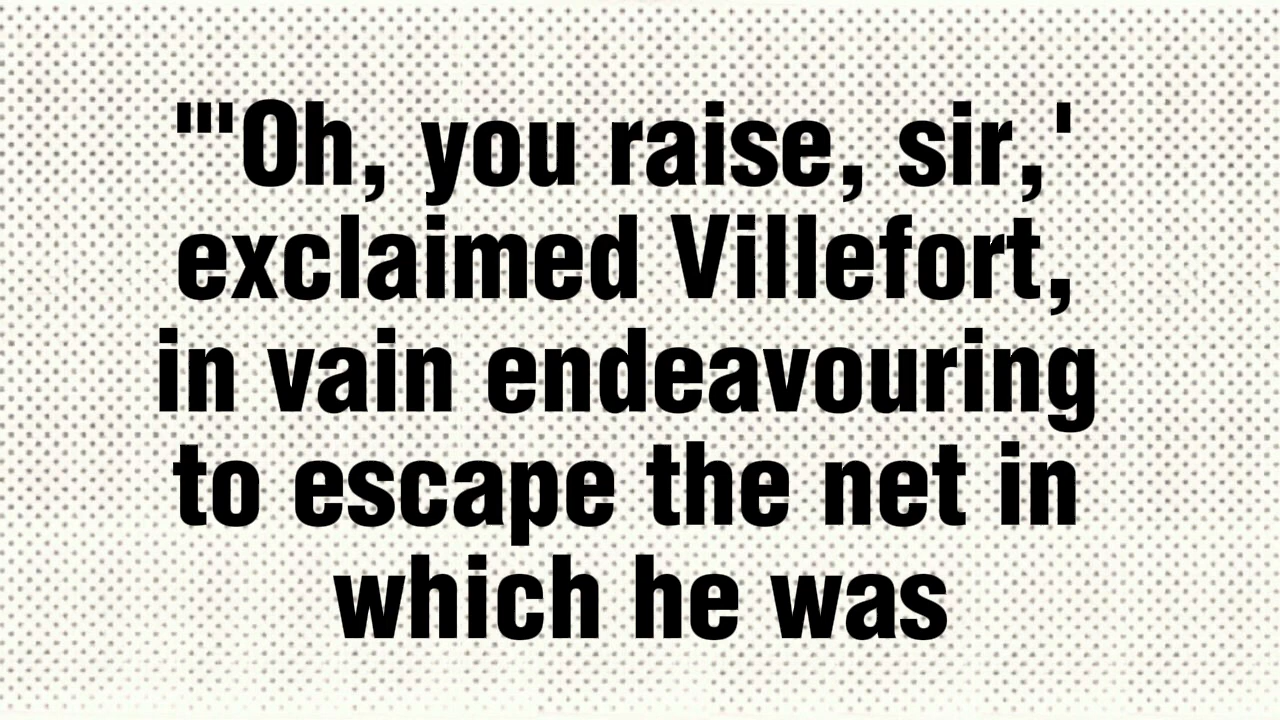 "'Oh, you raise, sir,'
exclaimed Villefort,
in vain endeavouring
to escape the net in
which he was